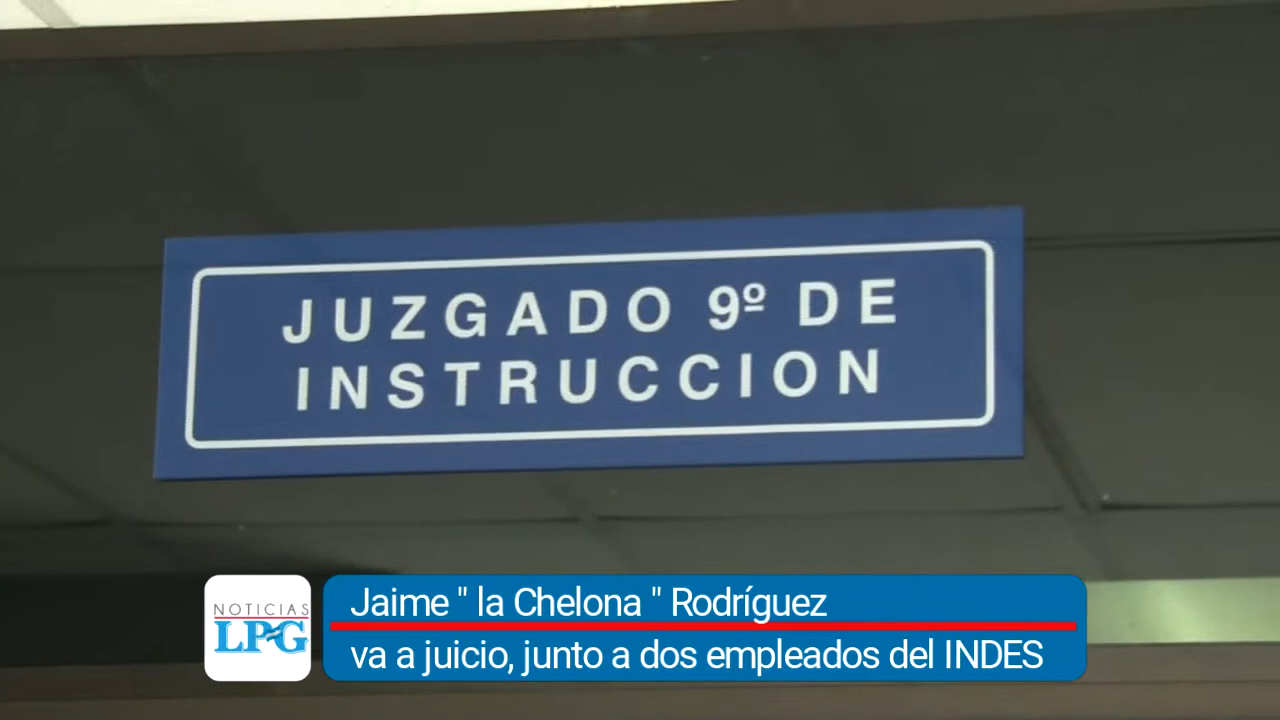 JUZGADO 9º DE
INSTRUCCION
NOTICIAS
LPG
Jaime " la Chelona " Rodríguez
va a juicio, junto a dos empleados del INDES